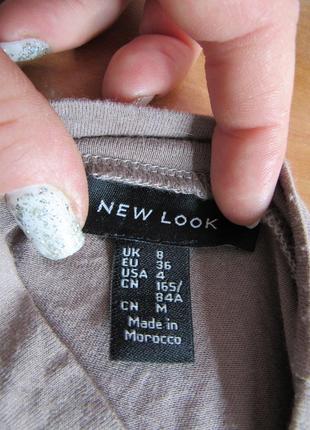 NEW LOOK
UK 8
EU 36
USA 4
CN 165/
84A
CN M
Made in
Morocco